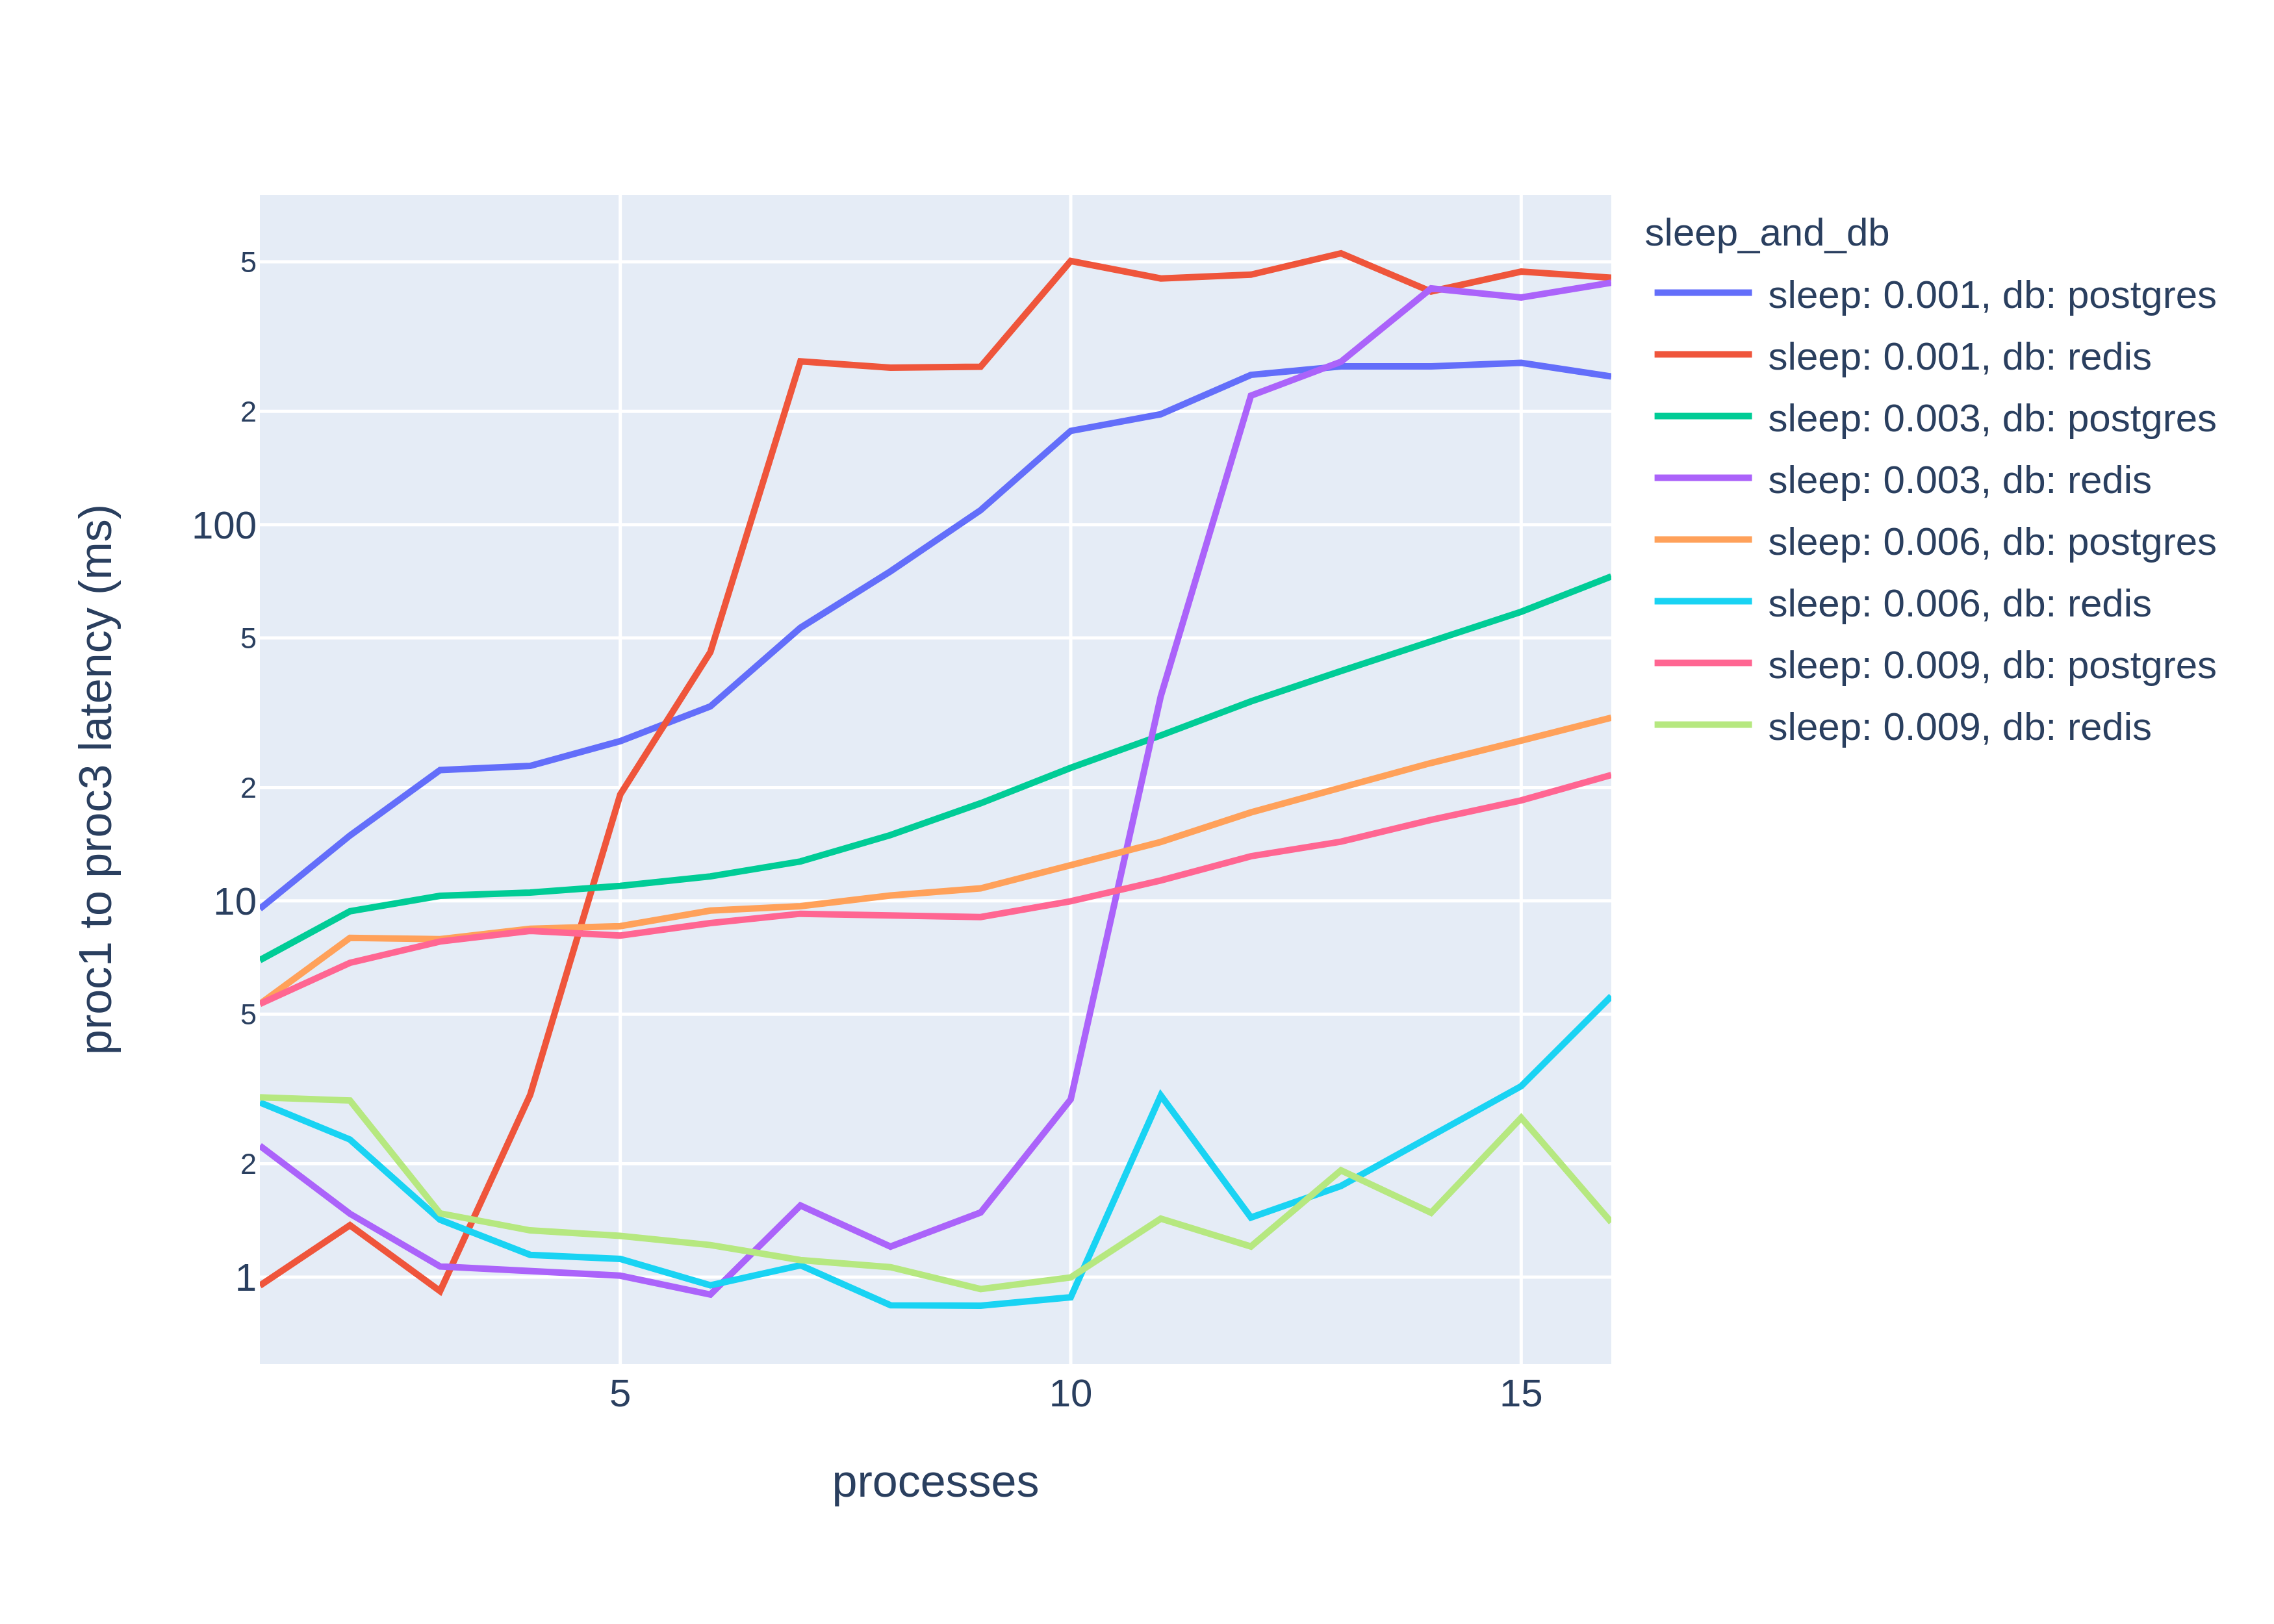 sleep_and_db
sleep: 0.001, db: postgres
sleep: 0.001, db: redis
sleep: 0.003, db: postgres
sleep: 0.003, db: redis
sleep: 0.006, db: postgres
sleep: 0.006, db: redis
sleep: 0.009, db: postgres
sleep: 0.009, db: redis
proc1 to proc3 latency (ms)
5
2
100
5
2
10
5
2
1
5 10 15
processes